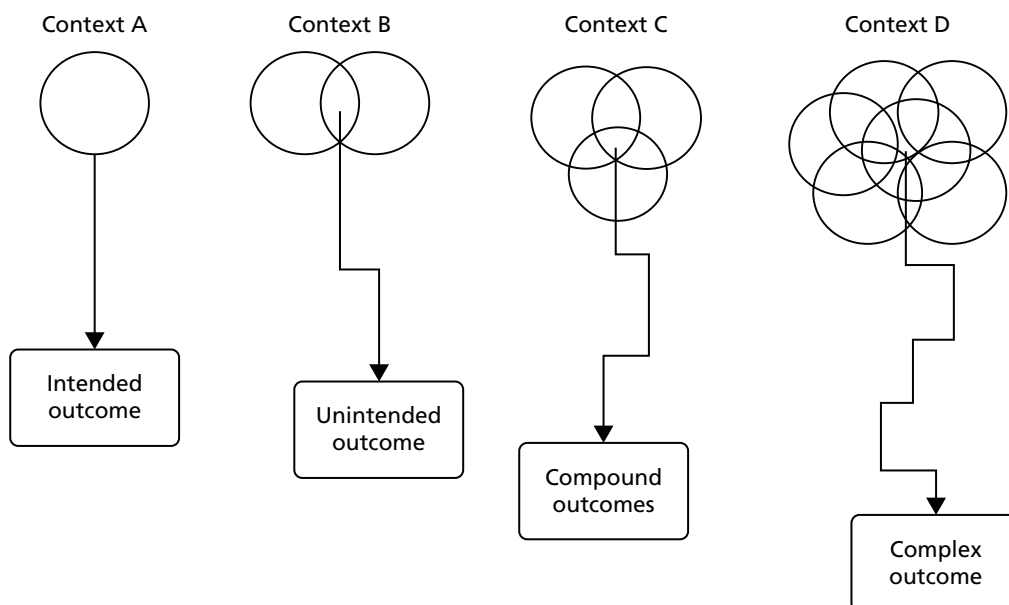 Context A
Context B
Context C
Context D
Intended
outcome
Unintended
outcome
Compound
outcomes
Complex
outcome